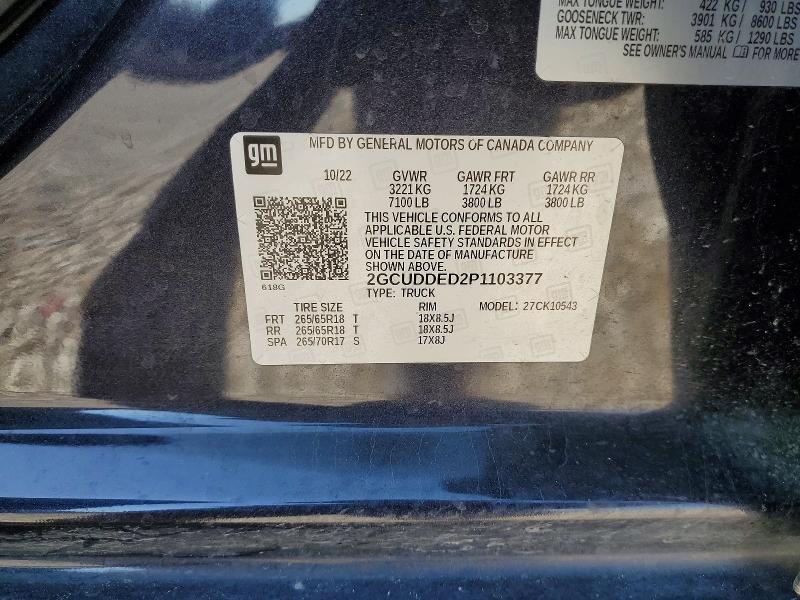 MAX TONGUE WEIGHT: 422 KG / 930 LBS
GOOSENECK TWR: 3901 KG / 8600 LBS
MAX TONGUE WEIGHT: 585 KG / 1290 LBS
SEE OWNER'S MANUAL FOR MORE
gm MFD BY GENERAL MOTORS OF CANADA COMPANY
10/22 GVWR GAWR FRT GAWR RR
3221 KG 1724 KG 1724 KG
7100 LB 3800 LB 3800 LB
THIS VEHICLE CONFORMS TO ALL
APPLICABLE U.S. FEDERAL MOTOR
VEHICLE SAFETY STANDARDS IN EFFECT
ON THE DATE OF MANUFACTURE
SHOWN ABOVE.
2GCUDDED2P1103377
618G
TYPE: TRUCK
TIRE SIZE RIM MODEL: 27CK10543
FRT 265/65R18 T 18X8.5J
RR 265/65R18 T 18X8.5J
SPA 265/70R17 S 17X8J